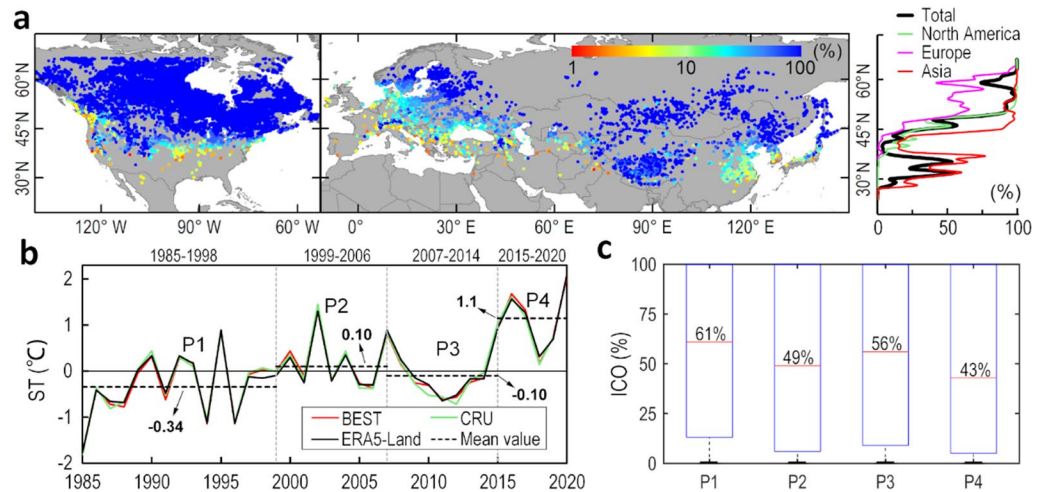 a
(%)
1
10
100
60°N
45°N
30°N
120° W
90° W
60° W
0°
30° E
60° E
90° E
120° E
Total
North America
Europe
Asia
60°N
45°N
30°N
(%)
0
20
40
60
80
100
b
1985-1998
1999-2006
2007-2014
2015-2020
ST (°C)
2
1
0
-1
-2
P1
P2
P3
P4
-0.34
0.10
-0.10
1.1
BEST
CRU
ERA5-Land
Mean value
1985
1990
1995
2000
2005
2010
2015
2020
c
ICO (%)
100
75
50
25
0
61%
49%
56%
43%
P1
P2
P3
P4